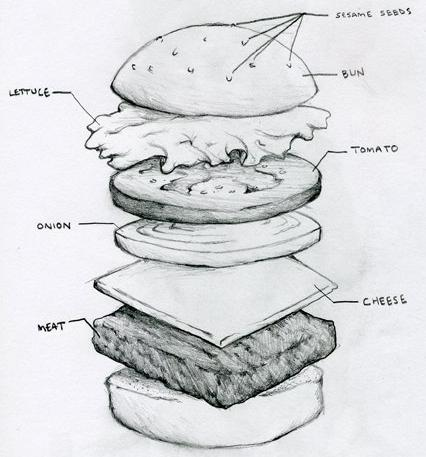 SESAME SEEDS
BUN
LETTUCE
TOMATO
ONION
CHEESE
MEAT